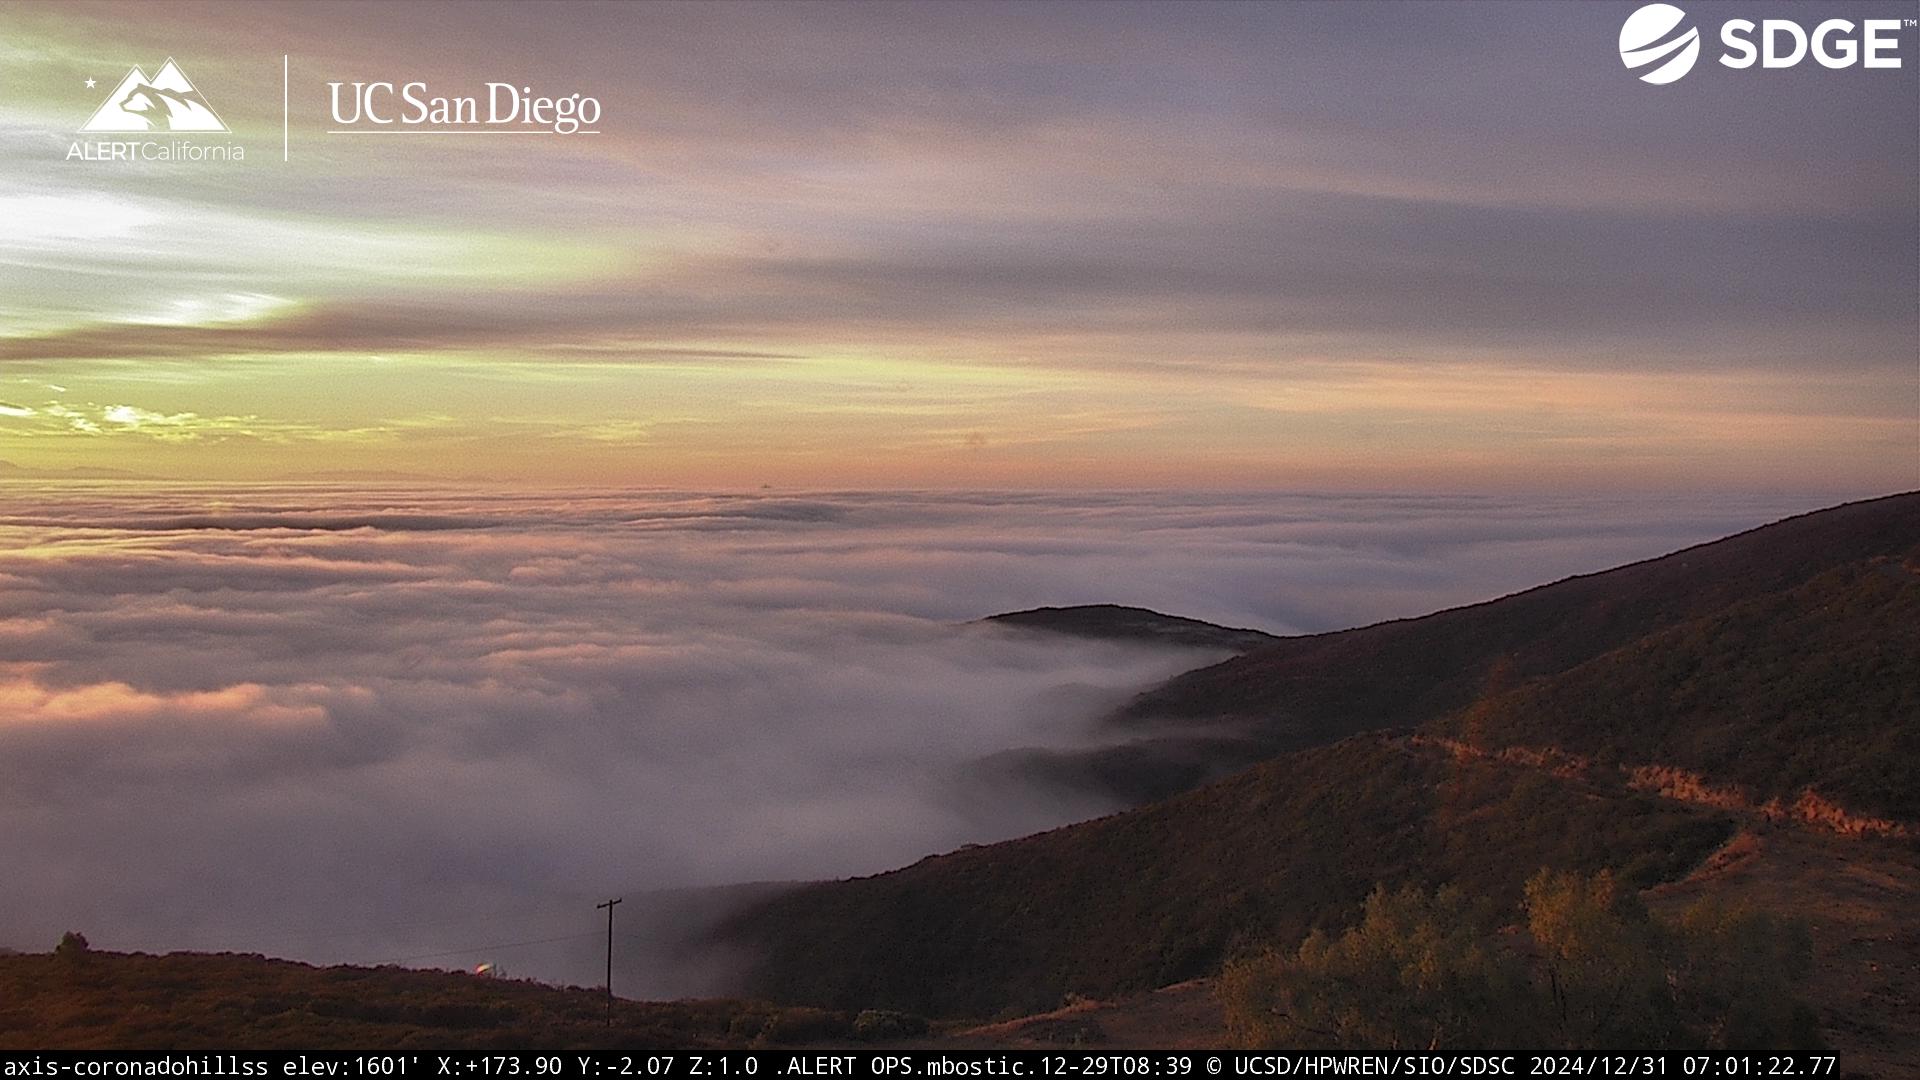 SDGE™
UC San Diego
ALERTCalifornia
axis-coronadohillss elev:1601' X:+173.90 Y:-2.07 Z:1.0 .ALERT OPS.mbostic.12-29T08:39 © UCSD/HPWREN/SIO/SDSC 2024/12/31 07:01:22.77